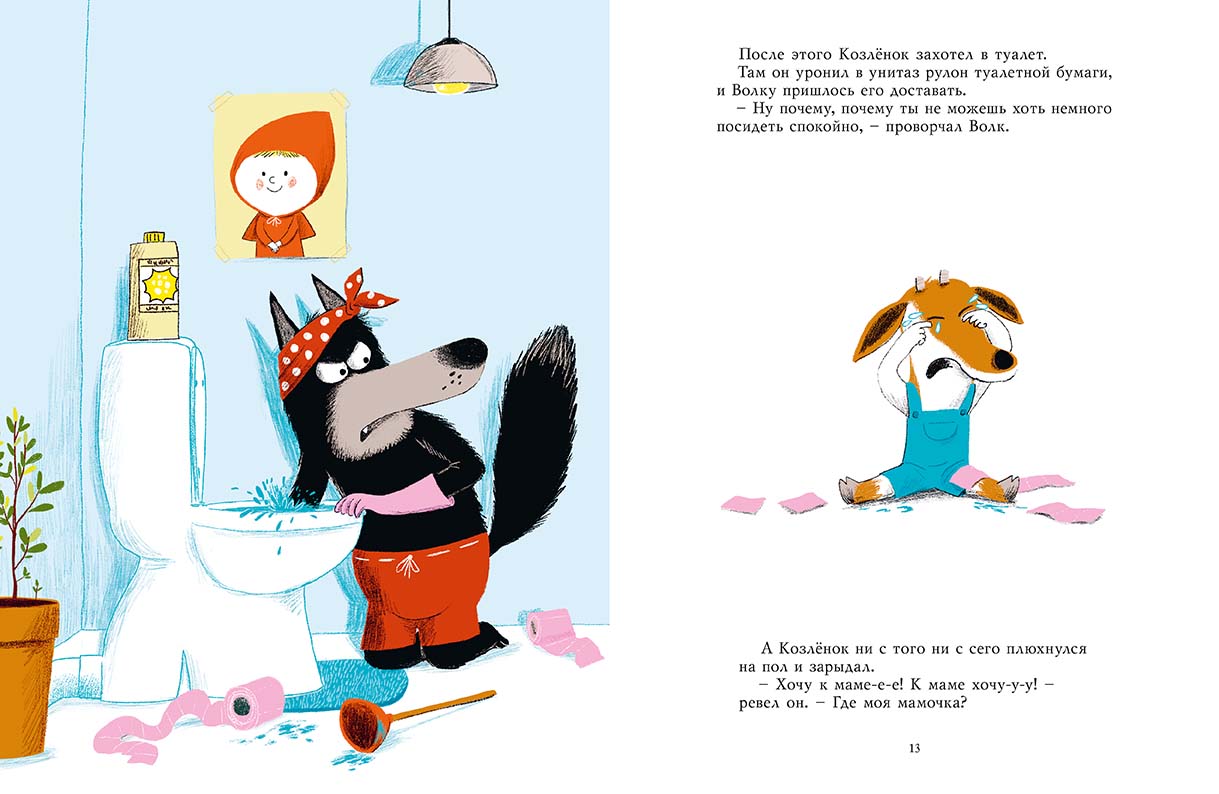 После этого Козлёнок захотел в туалет.
Там он уронил в унитаз рулон туалетной бумаги,
и Волку пришлось его доставать.
– Ну почему, почему ты не можешь хоть немного
посидеть спокойно, – проворчал Волк.
А Козлёнок ни с того ни с сего плюхнулся
на пол и зарыдал.
– Хочу к маме-е-е! К маме хочу-у-у! –
ревел он. – Где моя мамочка?
13